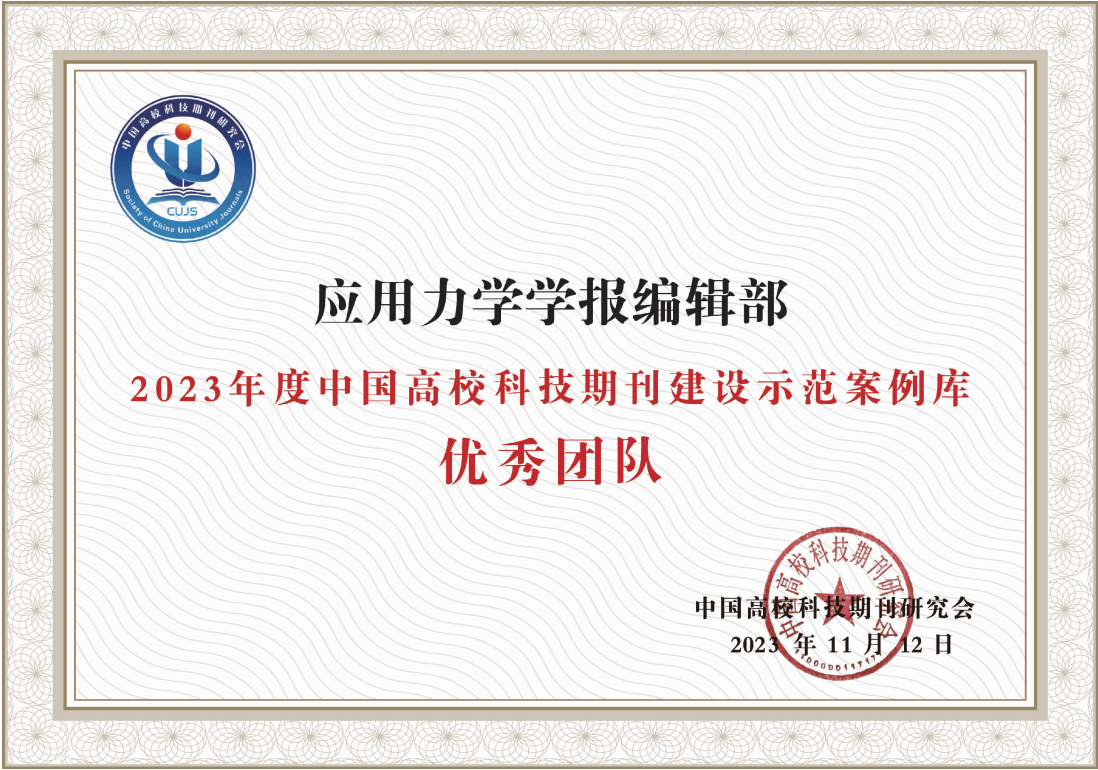 中国高校科技期刊研究会
CUJS
Society of China University Journals
应用力学学报编辑部
2023年度中国高校科技期刊建设示范案例库
优秀团队
中国高校科技期刊研究会
中国高校科技期刊研究会
2023 年 11 月 12 日